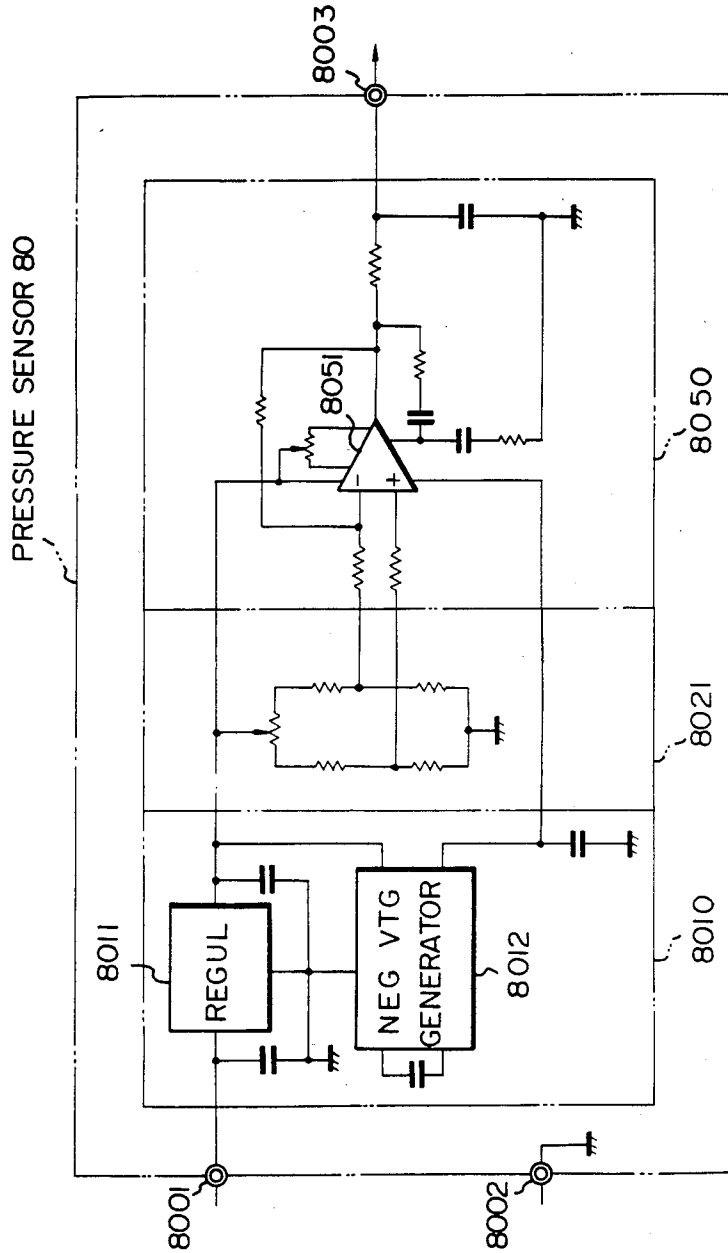 PRESSURE SENSOR 80
8003
8051
8050
8021
8011
REGUL
NEG VTG
GENERATOR
8012
8010
8001
8002
-
+